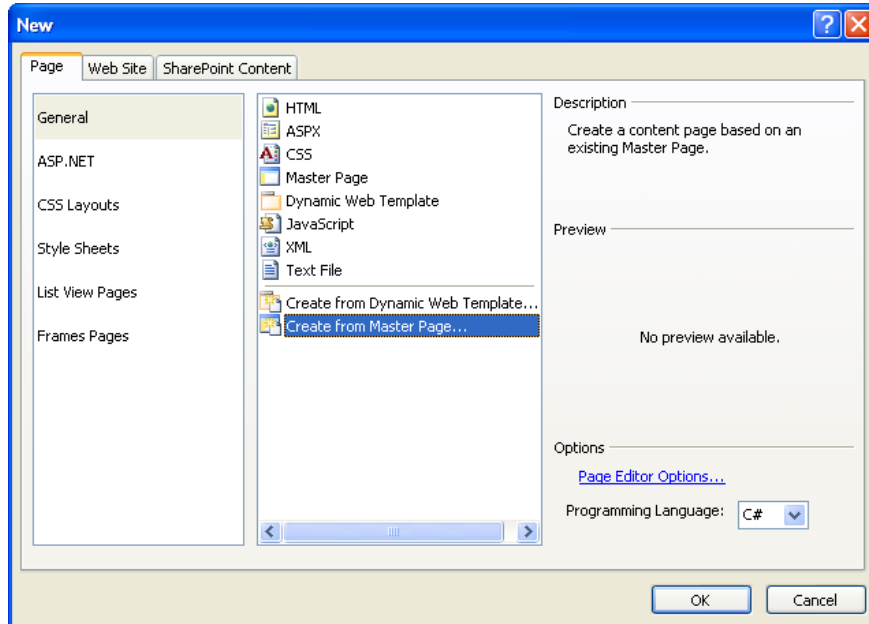 New
Page
Web Site
SharePoint Content
General
ASP.NET
CSS Layouts
Style Sheets
List View Pages
Frames Pages
HTML
ASPX
CSS
Master Page
Dynamic Web Template
JavaScript
XML
Text File
Create from Dynamic Web Template...
Create from Master Page...
Description
Create a content page based on an
existing Master Page.
Preview
No preview available.
Options
Page Editor Options...
Programming Language:
C#
OK
Cancel